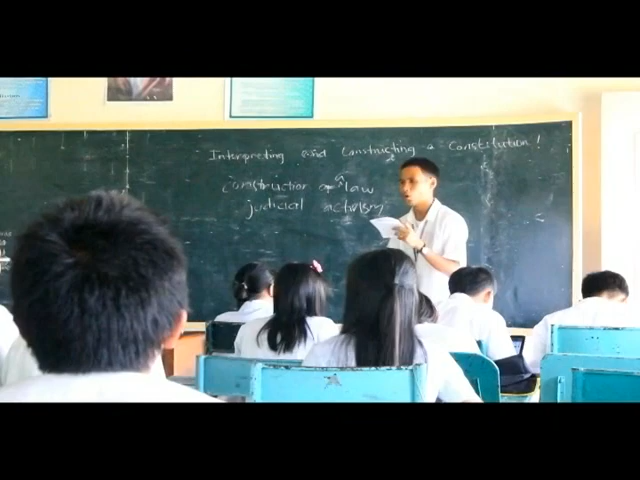 Interpreting and Constructing a Constitution!
construction of a law
judicial activism